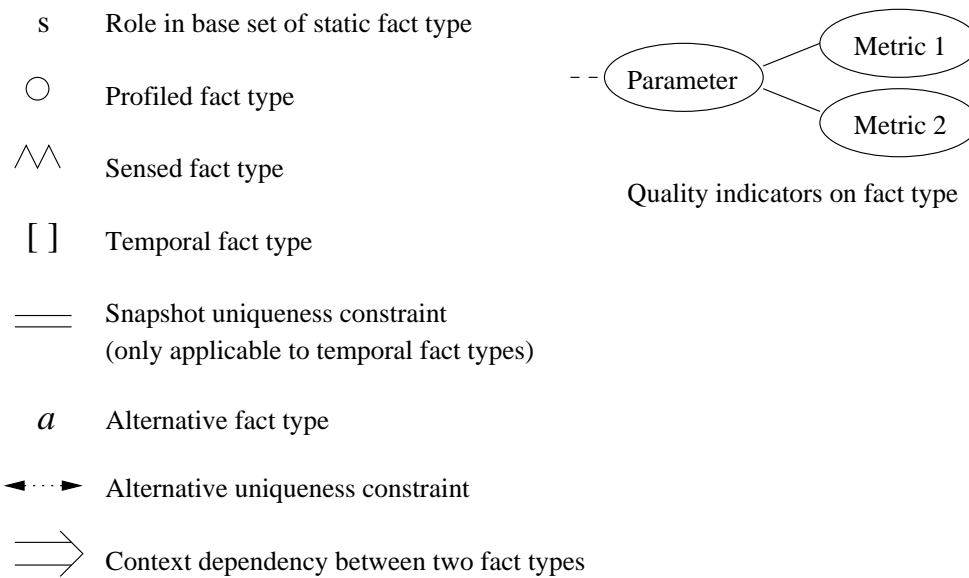 s Role in base set of static fact type
Profiled fact type
Sensed fact type
[ ] Temporal fact type
Snapshot uniqueness constraint
(only applicable to temporal fact types)
a Alternative fact type
Alternative uniqueness constraint
Context dependency between two fact types
Parameter
Metric 1
Metric 2
Quality indicators on fact type